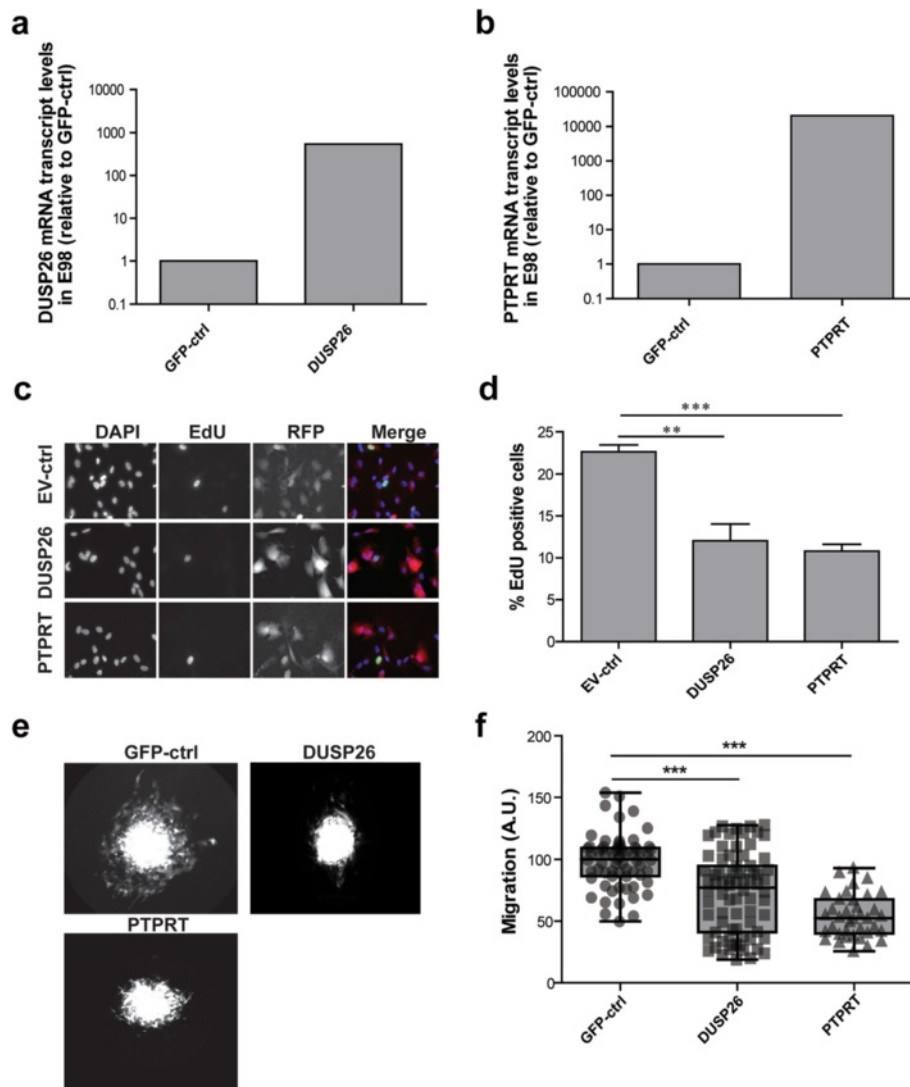 a
DUSP26 mRNA transcript levels
in E98 (relative to GFP-ctrl)
10000
1000
100
10
1
0.1
GFP-ctrl
DUSP26
b
PTPRT mRNA transcript levels
in E98 (relative to GFP-ctrl)
100000
10000
1000
100
10
1
0.1
GFP-ctrl
PTPRT
c
DAPI EdU RFP Merge
EV-ctrl
DUSP26
PTPRT
d
% EdU positive cells
25
20
15
10
5
0
***
**
EV-ctrl
DUSP26
PTPRT
e
GFP-ctrl
DUSP26
PTPRT
f
Migration (A.U.)
200
150
100
50
0
***
***
GFP-ctrl
DUSP26
PTPRT